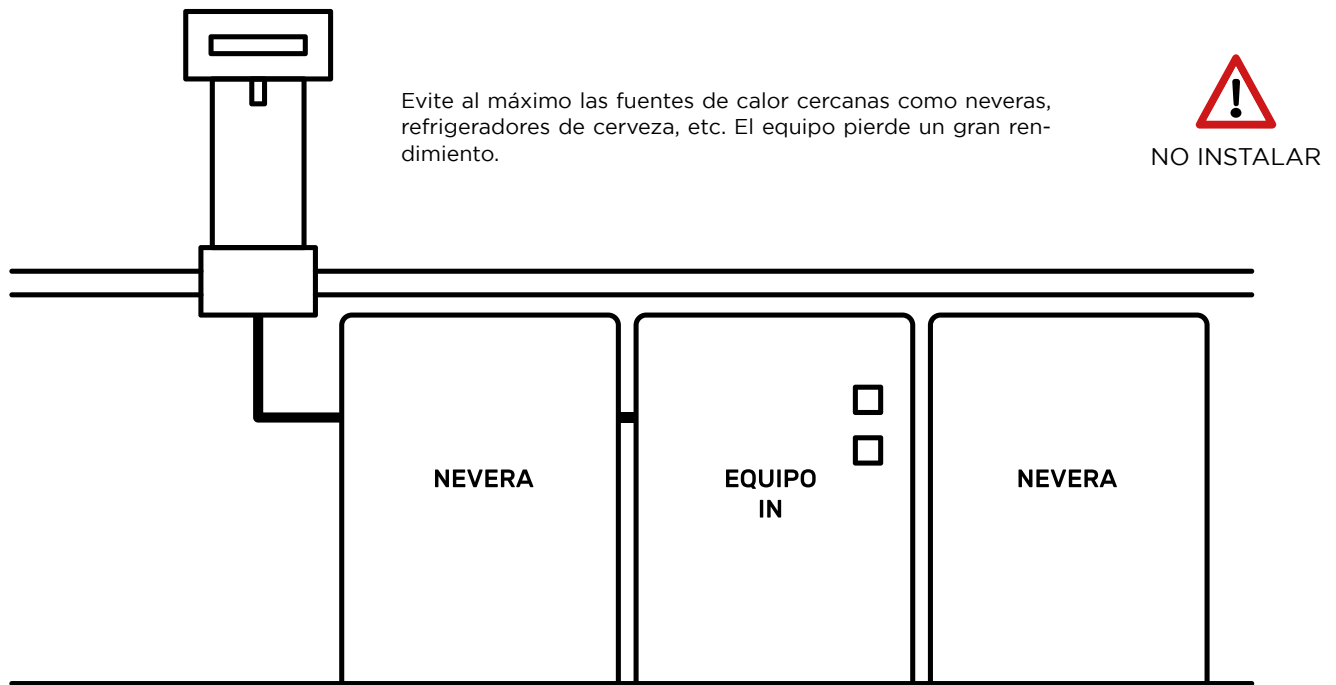 Evite al máximo las fuentes de calor cercanas como neveras,
refrigeradores de cerveza, etc. El equipo pierde un gran ren-
dimiento.
NO INSTALAR
NEVERA
EQUIPO
IN
NEVERA